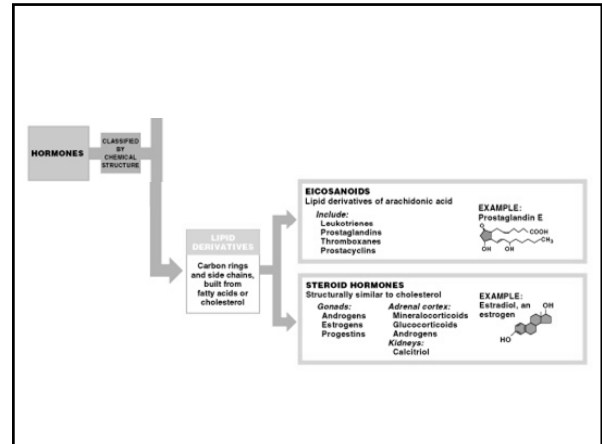 HORMONES
CLASSIFIED
BY
CHEMICAL
STRUCTURE
LIPID
DERIVATIVES
Carbon rings
and side chains,
built from
fatty acids or
cholesterol
EICOSANOIDS
Lipid derivatives of arachidonic acid
Include:
Leukotrienes
Prostaglandins
Thromboxanes
Prostacyclins
EXAMPLE:
Prostaglandin E
O
COOH
CH3
OH
OH
STEROID HORMONES
Structurally similar to cholesterol
Gonads:
Androgens
Estrogens
Progestins
Adrenal cortex:
Mineralocorticoids
Glucocorticoids
Androgens
Kidneys:
Calcitriol
EXAMPLE:
Estradiol, an
estrogen
OH
HO